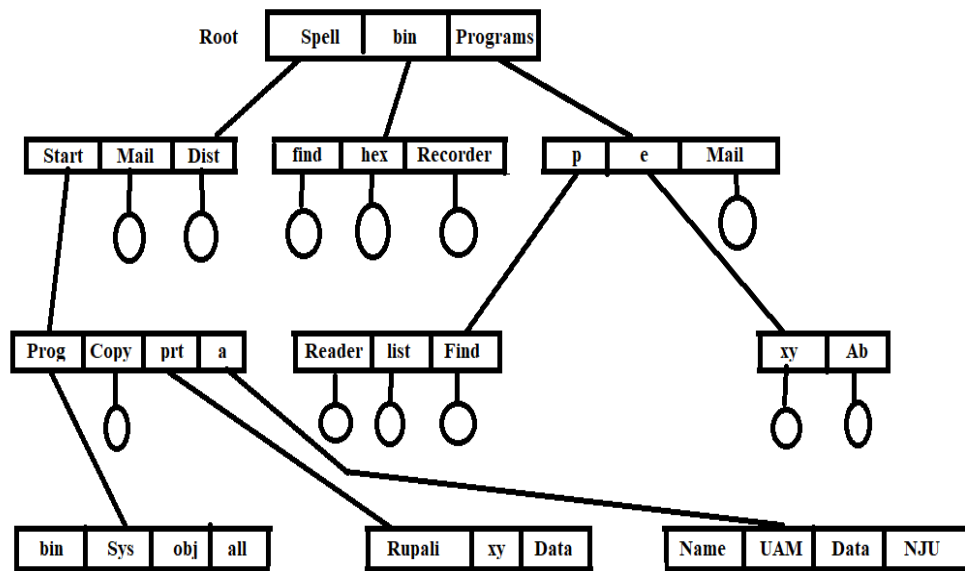 Root Spell bin Programs
Start Mail Dist find hex Recorder p e Mail
Prog Copy prt a Reader list Find xy Ab
bin Sys obj all Rupali xy Data Name UAM Data NJU